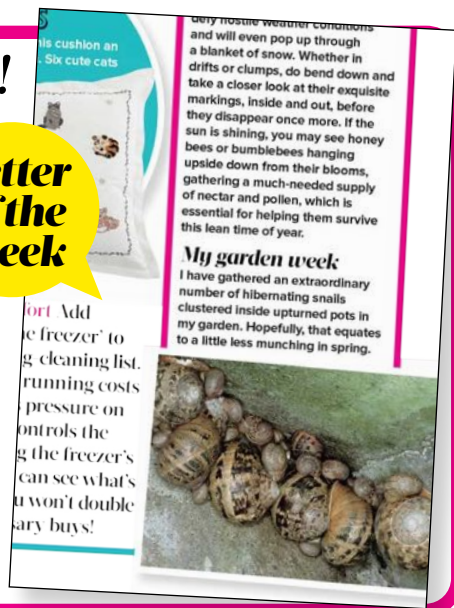 !
tter
f the
eek
his cushion an
. Six cute cats
defy hostile weather conditions
and will even pop up through
a blanket of snow. Whether in
drifts or clumps, do bend down and
take a closer look at their exquisite
markings, inside and out, before
they disappear once more. If the
sun is shining, you may see honey
bees or bumblebees hanging
upside down from their blooms,
gathering a much-needed supply
of nectar and pollen, which is
essential for helping them survive
this lean time of year.
My garden week
I have gathered an extraordinary
number of hibernating snails
clustered inside upturned pots in
my garden. Hopefully, that equates
to a little less munching in spring.
fort Add
e freezer’ to
g-cleaning list.
running costs
pressure on
ontrols the
g the freezer’s
can see what’s
u won’t double
ary buys!